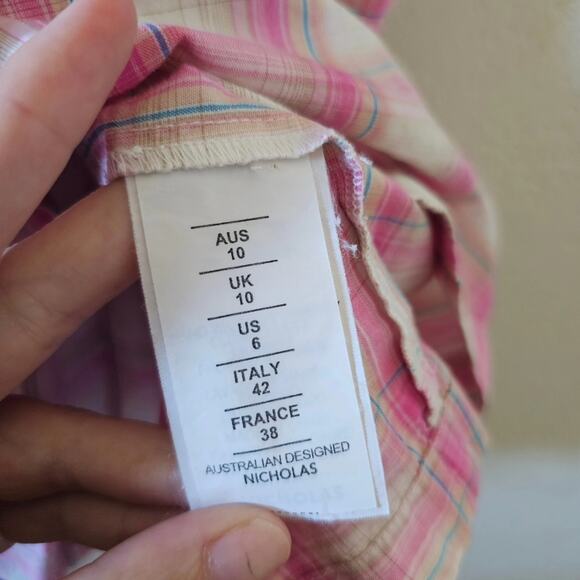 AUS
10
UK
10
US
6
ITALY
42
FRANCE
38
AUSTRALIAN DESIGNED
NICHOLAS